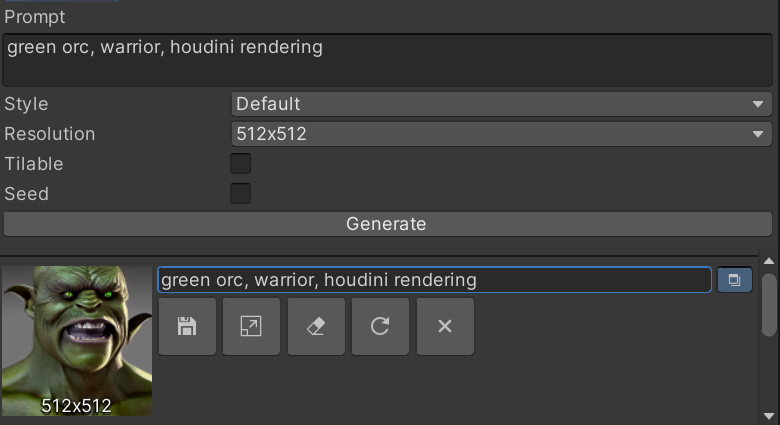 Prompt
green orc, warrior, houdini rendering
Style Default
Resolution 512x512
Tilable
Seed
Generate
green orc, warrior, houdini rendering
512x512